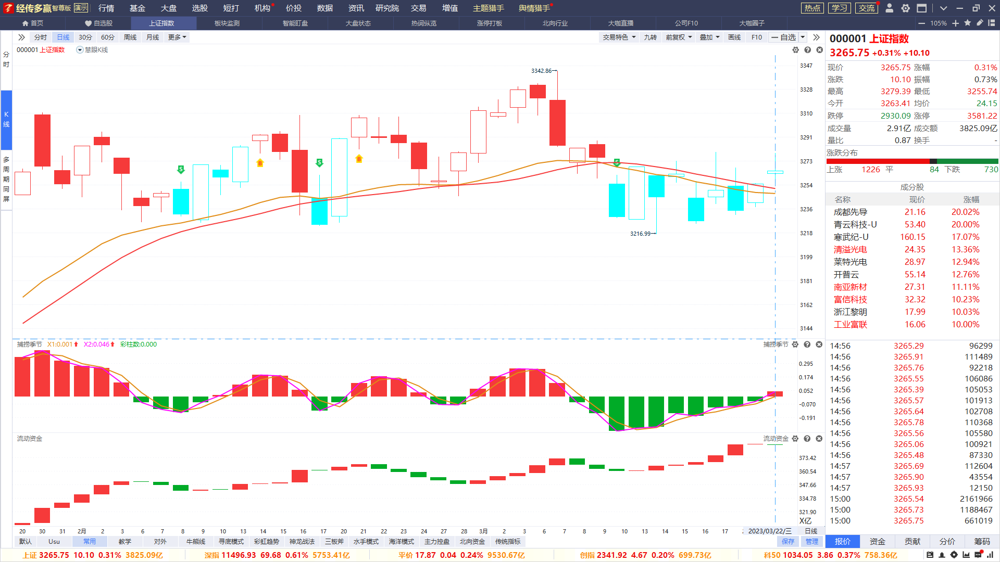 经传多赢 智尊版 演示 行情 基金 大盘 选股 短打 机构 价投 数据 资讯 研究院 交易 增值 主题猎手 舆情猎手 热点 学习 交流
首页 自选股 上证指数 板块监测 智能盯盘 大盘状态 热词纵览 涨停打板 北向行业 大咖直播 公司F10 大咖圈子 105%
分时 日线 30分 60分 周线 月线 更多 交易特色 九转 前复权 叠加 画线 F10 自选
000001 上证指数 慧眼K线
分时
K线
多周期同屏
3342.86
3216.99
S B S B S
3347
3328
3310
3291
3273
3254
3236
3218
3199
3181
3162
3144
捕捞季节 X1:0.001 X2:0.046 彩柱数:0.000 捕捞季节
0.295
0.174
0.052
-0.070
-0.191
流动资金 流动资金
373.42
360.54
347.66
334.78
321.90
X亿
20 30 31 2月 2 3 6 7 8 9 10 13 14 15 16 17 20 21 22 23 24 27 28 3月 2 3 6 7 8 9 10 13 14 15 16 17 2023/03/22/三 日线
默认 Usu 常用 教学 对外 牛能线 寻底模式 彩虹趋势 神龙战法 三板斧 水手模式 海洋模式 主力控盘 北向资金 传统指标 保存 管理
000001 上证指数
3265.75 +0.31% +10.10
现价 3265.75 涨幅 0.31%
涨跌 10.10 振幅 0.73%
最高 3279.39 最低 3255.74
今开 3263.41 均价 24.15
跌停 2930.09 涨停 3581.22
成交量 2.91亿 成交额 3825.09亿
量比 0.87 换手 -
涨跌分布
上涨 1226 平 84 下跌 730
成分股
名称 现价 涨幅
成都先导 21.16 20.02%
青云科技-U 53.40 20.00%
寒武纪-U 160.15 17.07%
清溢光电 24.35 13.36%
莱特光电 28.97 12.94%
开普云 55.14 12.76%
南亚新材 27.31 11.11%
富信科技 32.32 10.23%
浙江黎明 17.99 10.03%
工业富联 16.06 10.00%
14:56 3265.29 96299
14:56 3265.91 111489
14:56 3265.76 92218
14:56 3265.55 106086
14:56 3265.39 105053
14:56 3265.57 101913
14:56 3265.64 102708
14:56 3265.78 110368
14:56 3265.56 105580
14:56 3265.06 100921
14:56 3265.48 87330
14:57 3265.69 112604
14:57 3265.90 43554
14:57 3265.93 12150
15:00 3265.54 2161966
15:00 3265.73 1188467
15:00 3265.75 661019
报价 资金 贡献 分价 筹码
上证 3265.75 10.10 0.31% 3825.09亿 深指 11496.93 69.68 0.61% 5753.41亿 平价 17.87 0.04 0.24% 9530.67亿 创指 2341.92 4.67 0.20% 699.73亿 科50 1034.05 3.86 0.37% 758.36亿